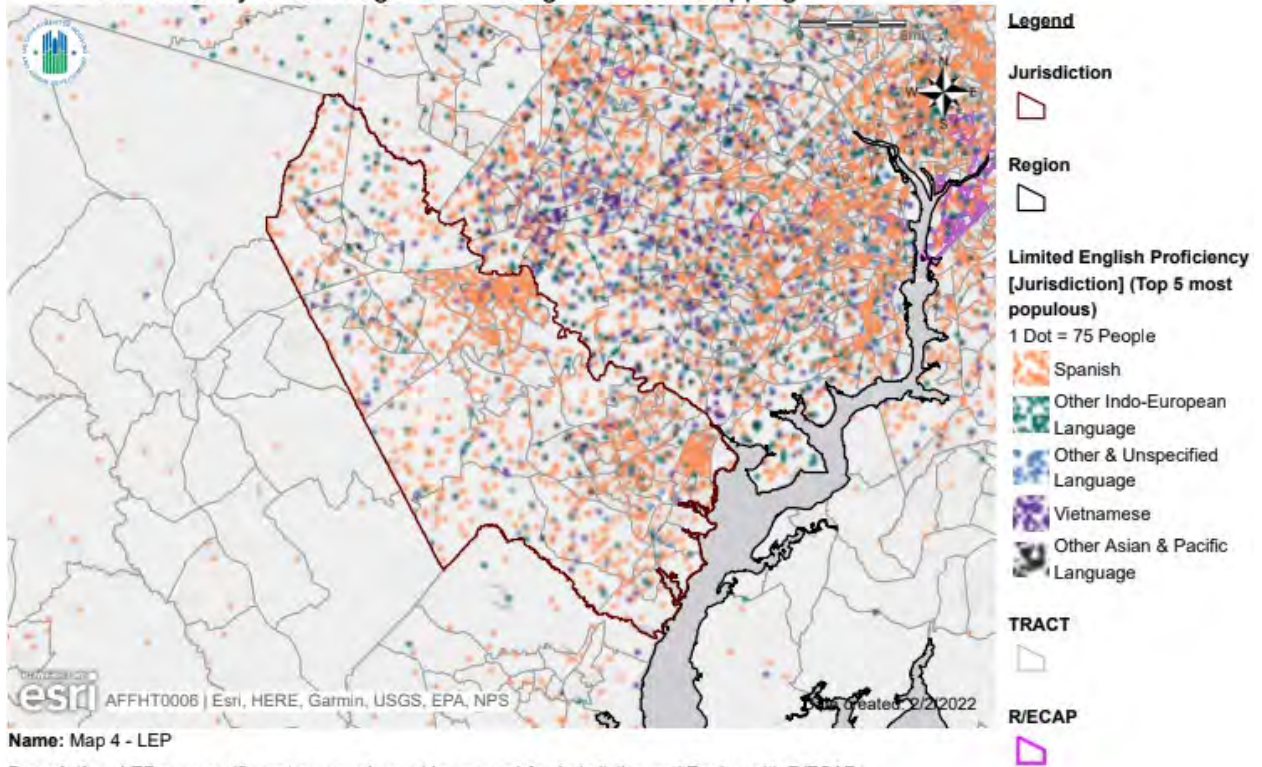 Legend
Jurisdiction
Region
Limited English Proficiency
[Jurisdiction] (Top 5 most
populous)
1 Dot = 75 People
Spanish
Other Indo-European
Language
Other & Unspecified
Language
Vietnamese
Other Asian & Pacific
Language
TRACT
R/ECAP
N
W
E
S
esri
AFFHT0006 | Esri, HERE, Garmin, USGS, EPA, NPS
Date created: 2/2/2022
Name: Map 4 - LEP